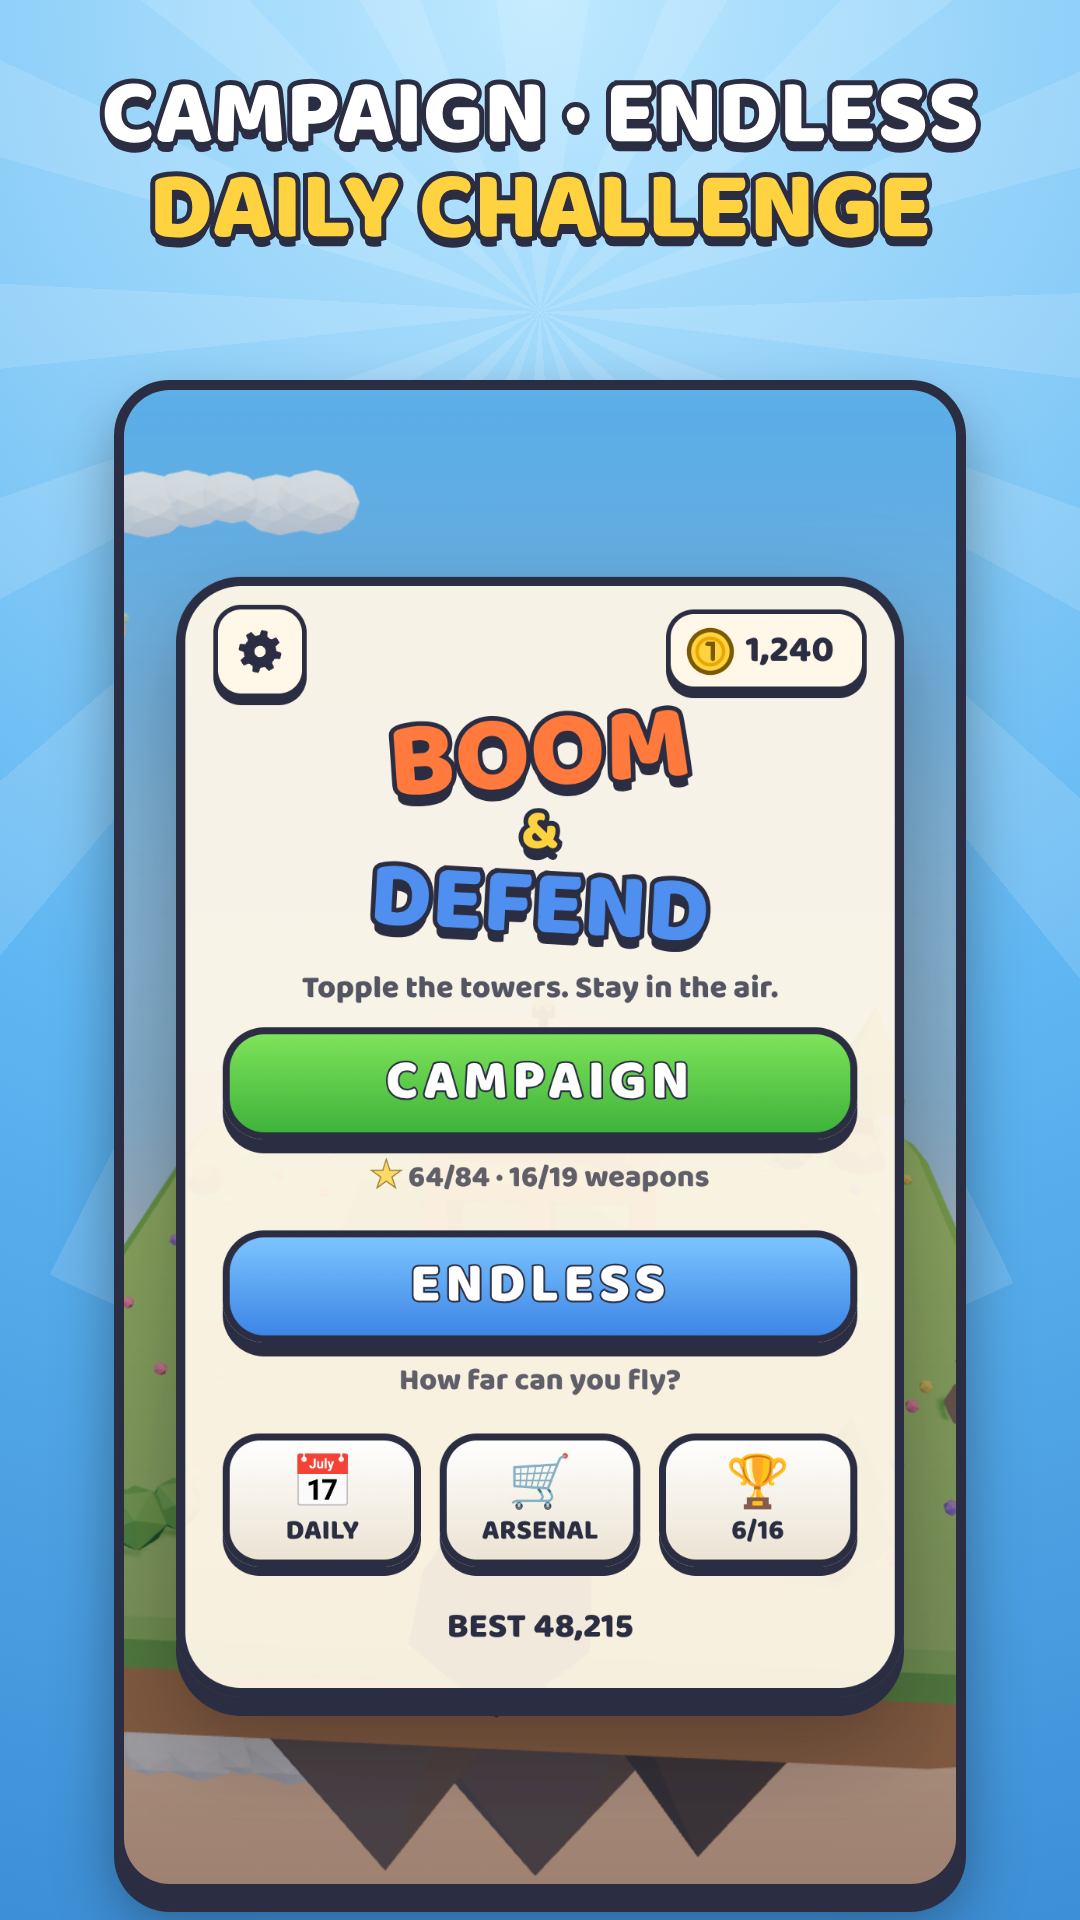 CAMPAIGN · ENDLESS
DAILY CHALLENGE
1 1,240
BOOM
&
DEFEND
Topple the towers. Stay in the air.
CAMPAIGN
64/84 · 16/19 weapons
ENDLESS
How far can you fly?
July
17
DAILY
ARSENAL
6/16
BEST 48,215